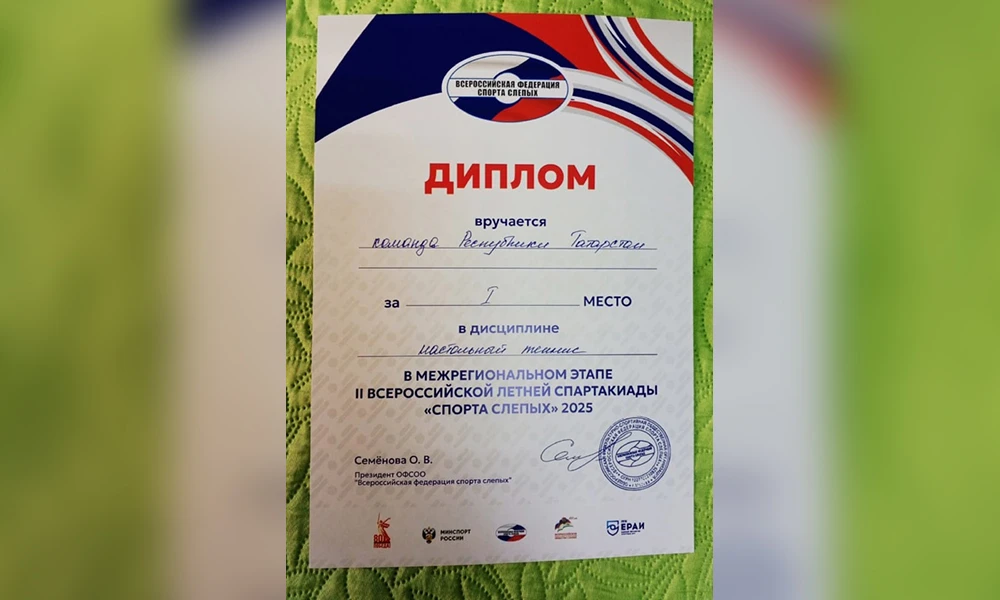 ВСЕРОССИЙСКАЯ ФЕДЕРАЦИЯ
СПОРТА СЛЕПЫХ
ДИПЛОМ
вручается
команда Республики Татарстан
за I МЕСТО
в дисциплине
настольный теннис
В МЕЖРЕГИОНАЛЬНОМ ЭТАПЕ
II ВСЕРОССИЙСКОЙ ЛЕТНЕЙ СПАРТАКИАДЫ
«СПОРТА СЛЕПЫХ» 2025
Семёнова О. В.
Президент ОФСОО
"Всероссийская федерация спорта слепых"
МИНСПОРТ
РОССИИ
ЕРАИ